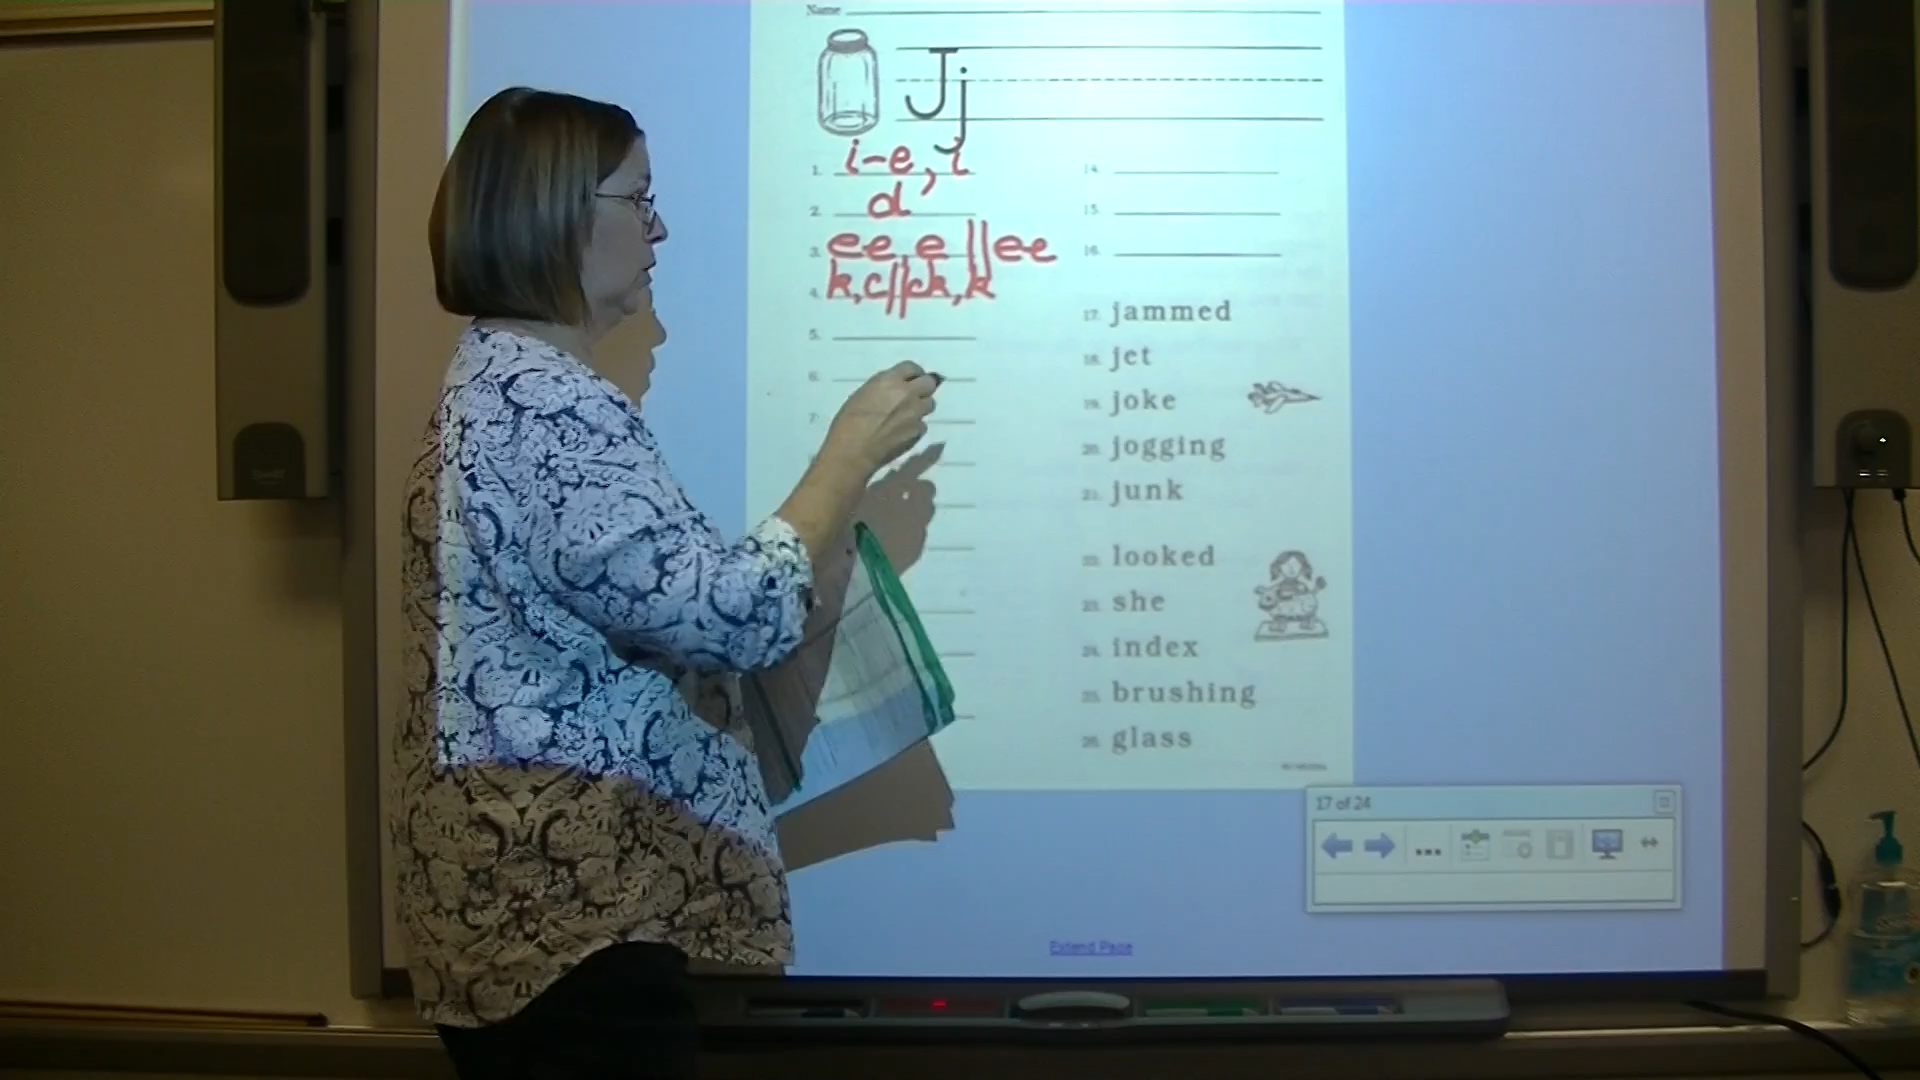 Name
Jj
1. i-e, i
2. d
3. ee, e || ee
4. k, c || ck, k
5.
6.
7.
14.
15.
16.
17. jammed
18. jet
19. joke
20. jogging
21. junk
22. looked
23. she
24. index
25. brushing
26. glass
17 of 24
...
Extend Page